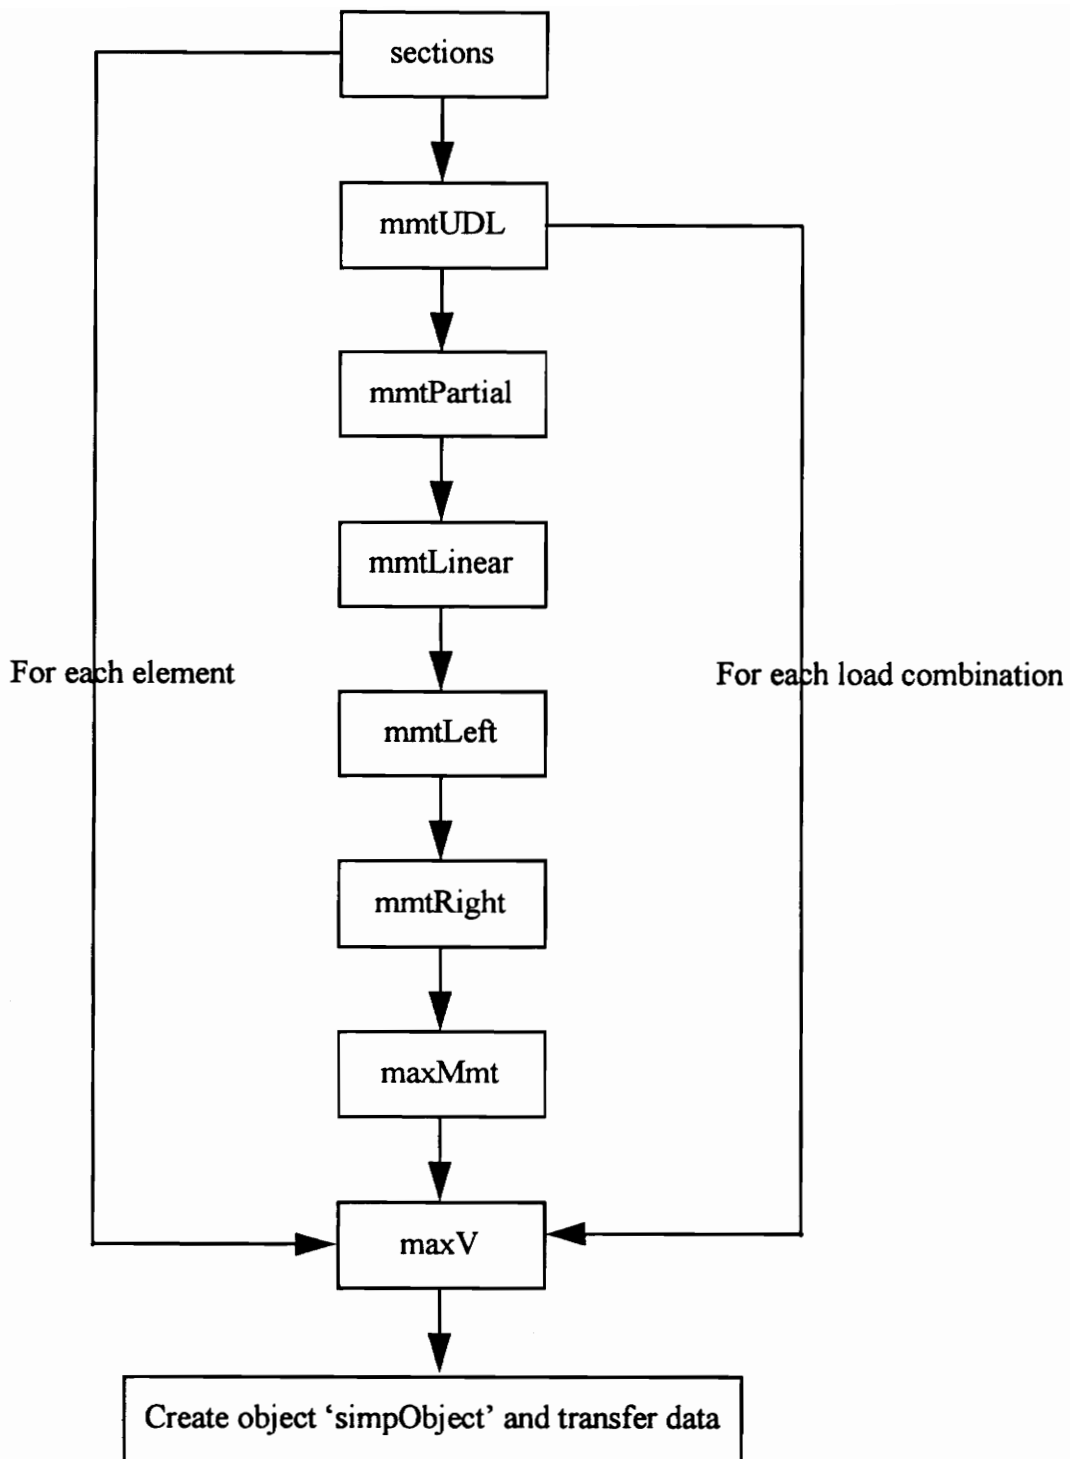 sections
mmtUDL
mmtPartial
mmtLinear
For each element
For each load combination
mmtLeft
mmtRight
maxMmt
maxV
Create object ‘simpObject’ and transfer data